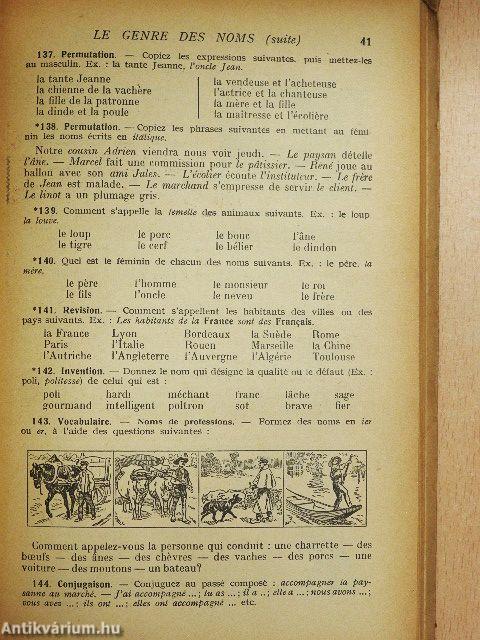 LE GENRE DES NOMS (suite) 41
137. Permutation. — Copiez les expressions suivantes, puis mettez-les
au masculin. Ex. : la tante Jeanne, l'oncle Jean.
la tante Jeanne
la chienne de la vachère
la fille de la patronne
la dinde et la poule
la vendeuse et l'acheteuse
l'actrice et la chanteuse
la mère et la fille
la maîtresse et l'écolière
*138. Permutation. — Copiez les phrases suivantes en mettant au fémi-
nin les noms écrits en italique.
Notre cousin Adrien viendra nous voir jeudi. — Le paysan dételle
l'âne. — Marcel fait une commission pour le pâtissier. — René joue au
ballon avec son ami Jules. — L'écolier écoute l'instituteur. — Le frère
de Jean est malade. — Le marchand s'empresse de servir le client. —
Le linot a un plumage gris.
*139. Comment s'appelle la femelle des animaux suivants. Ex. : le loup
la louve.
le loup le porc le bouc l'âne
le tigre le cerf le bélier le dindon
*140. Quel est le féminin de chacun des noms suivants. Ex. : le père, la
mère.
le père l'homme le monsieur le roi
le fils l'oncle le neveu le frère
*141. Révision. — Comment s'appellent les habitants des villes ou des
pays suivants. Ex. : Les habitants de la France sont des Français.
la France Lyon Bordeaux la Suède Rome
Paris l'Italie Rouen Marseille la Chine
l'Autriche l'Angleterre l'Auvergne l'Algérie Toulouse
*142. Invention. — Donnez le nom qui désigne la qualité ou le défaut (Ex. :
poli, politesse) de celui qui est :
poli hardi méchant franc lâche sage
gourmand intelligent poltron sot brave fier
143. Vocabulaire. — Noms de professions. — Formez des noms en ier
ou er, à l'aide des questions suivantes :
Comment appelez-vous la personne qui conduit : une charrette — des
bœufs — des ânes — des chèvres — des vaches — des porcs — une
voiture — des moutons — un bateau?
144. Conjugaison. — Conjuguez au passé composé : accompagner la pay-
sanne au marché. — J'ai accompagné ...; tu as ...; il a ..; elle a ...; nous avons ...;
vous avez ...; ils ont ...; elles ont accompagné ... etc.
Antikvárium.hu